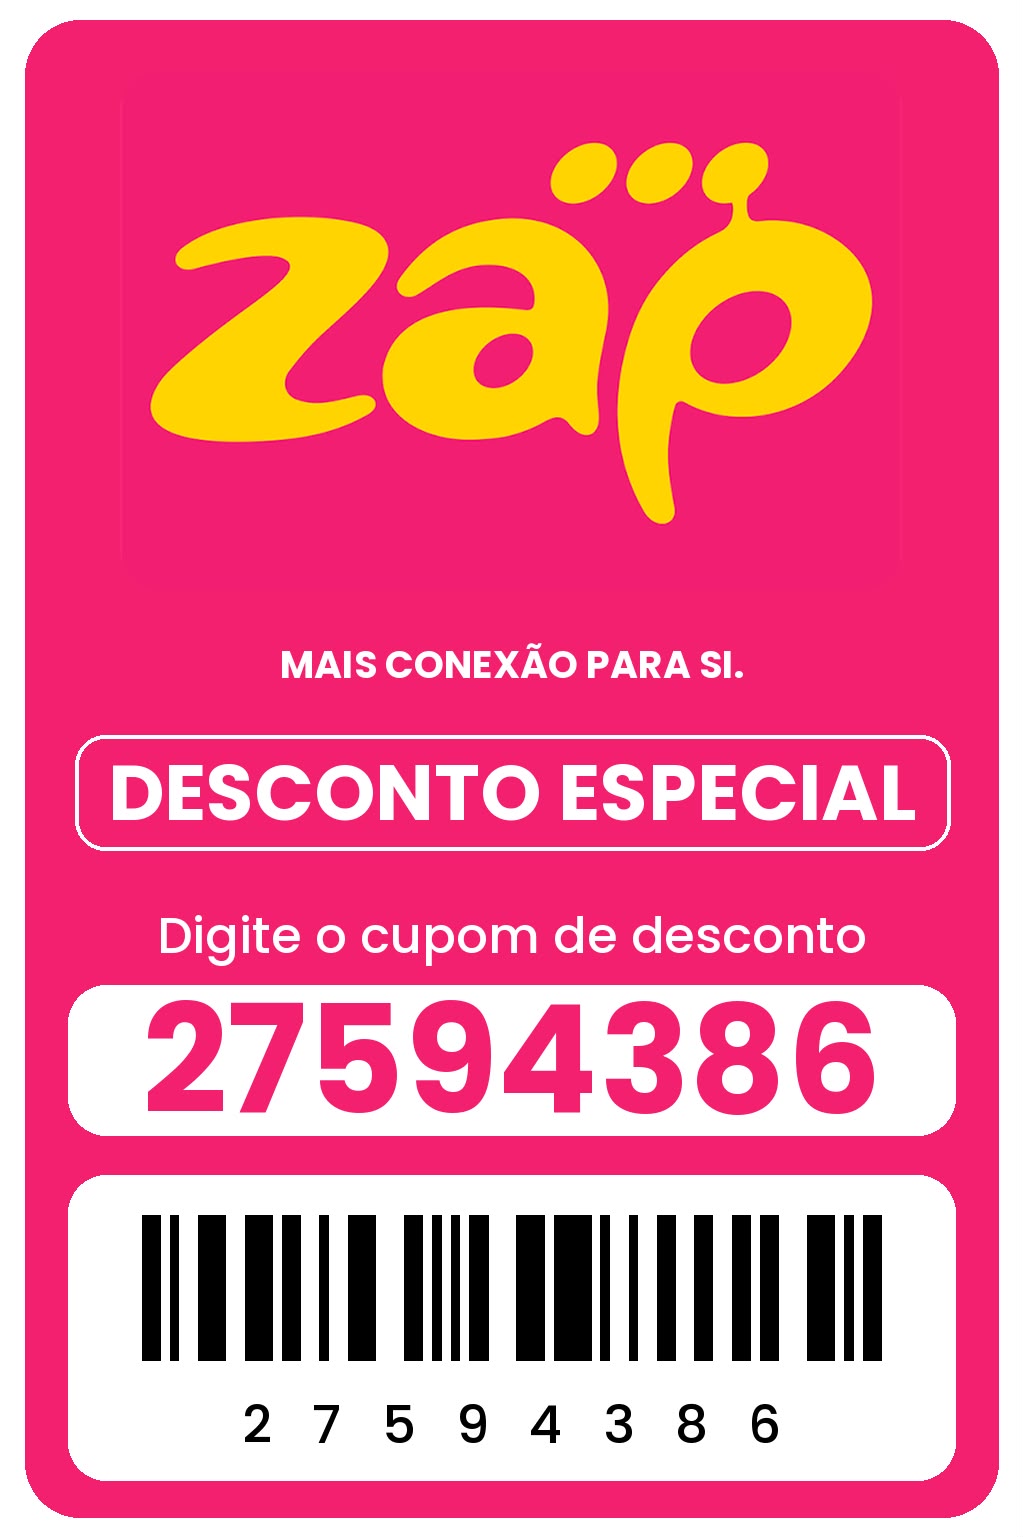 zap
MAIS CONEXÃO PARA SI.
DESCONTO ESPECIAL
Digite o cupom de desconto
27594386
2 7 5 9 4 3 8 6